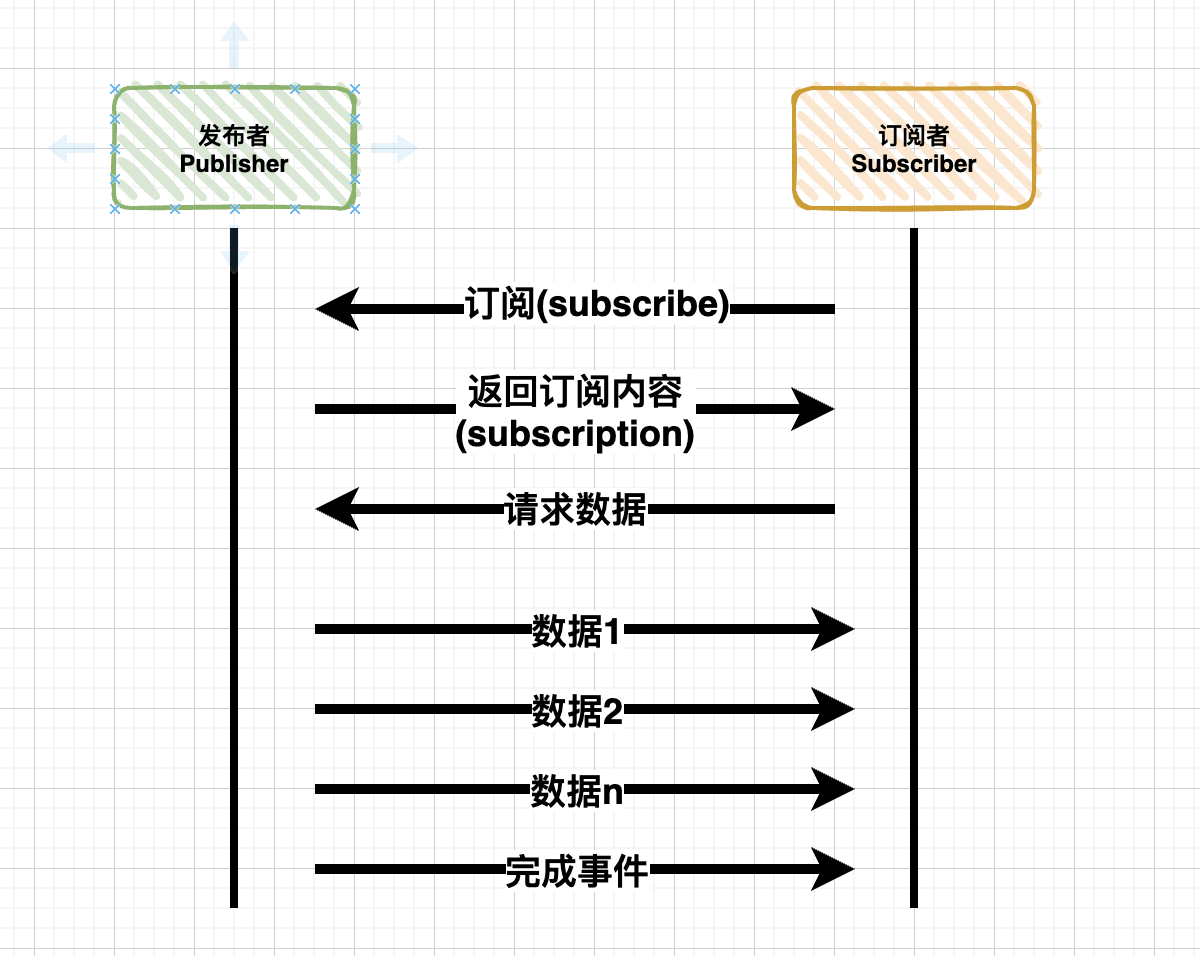 发布者
Publisher
订阅者
Subscriber
订阅(subscribe)
返回订阅内容
(subscription)
请求数据
数据1
数据2
数据n
完成事件